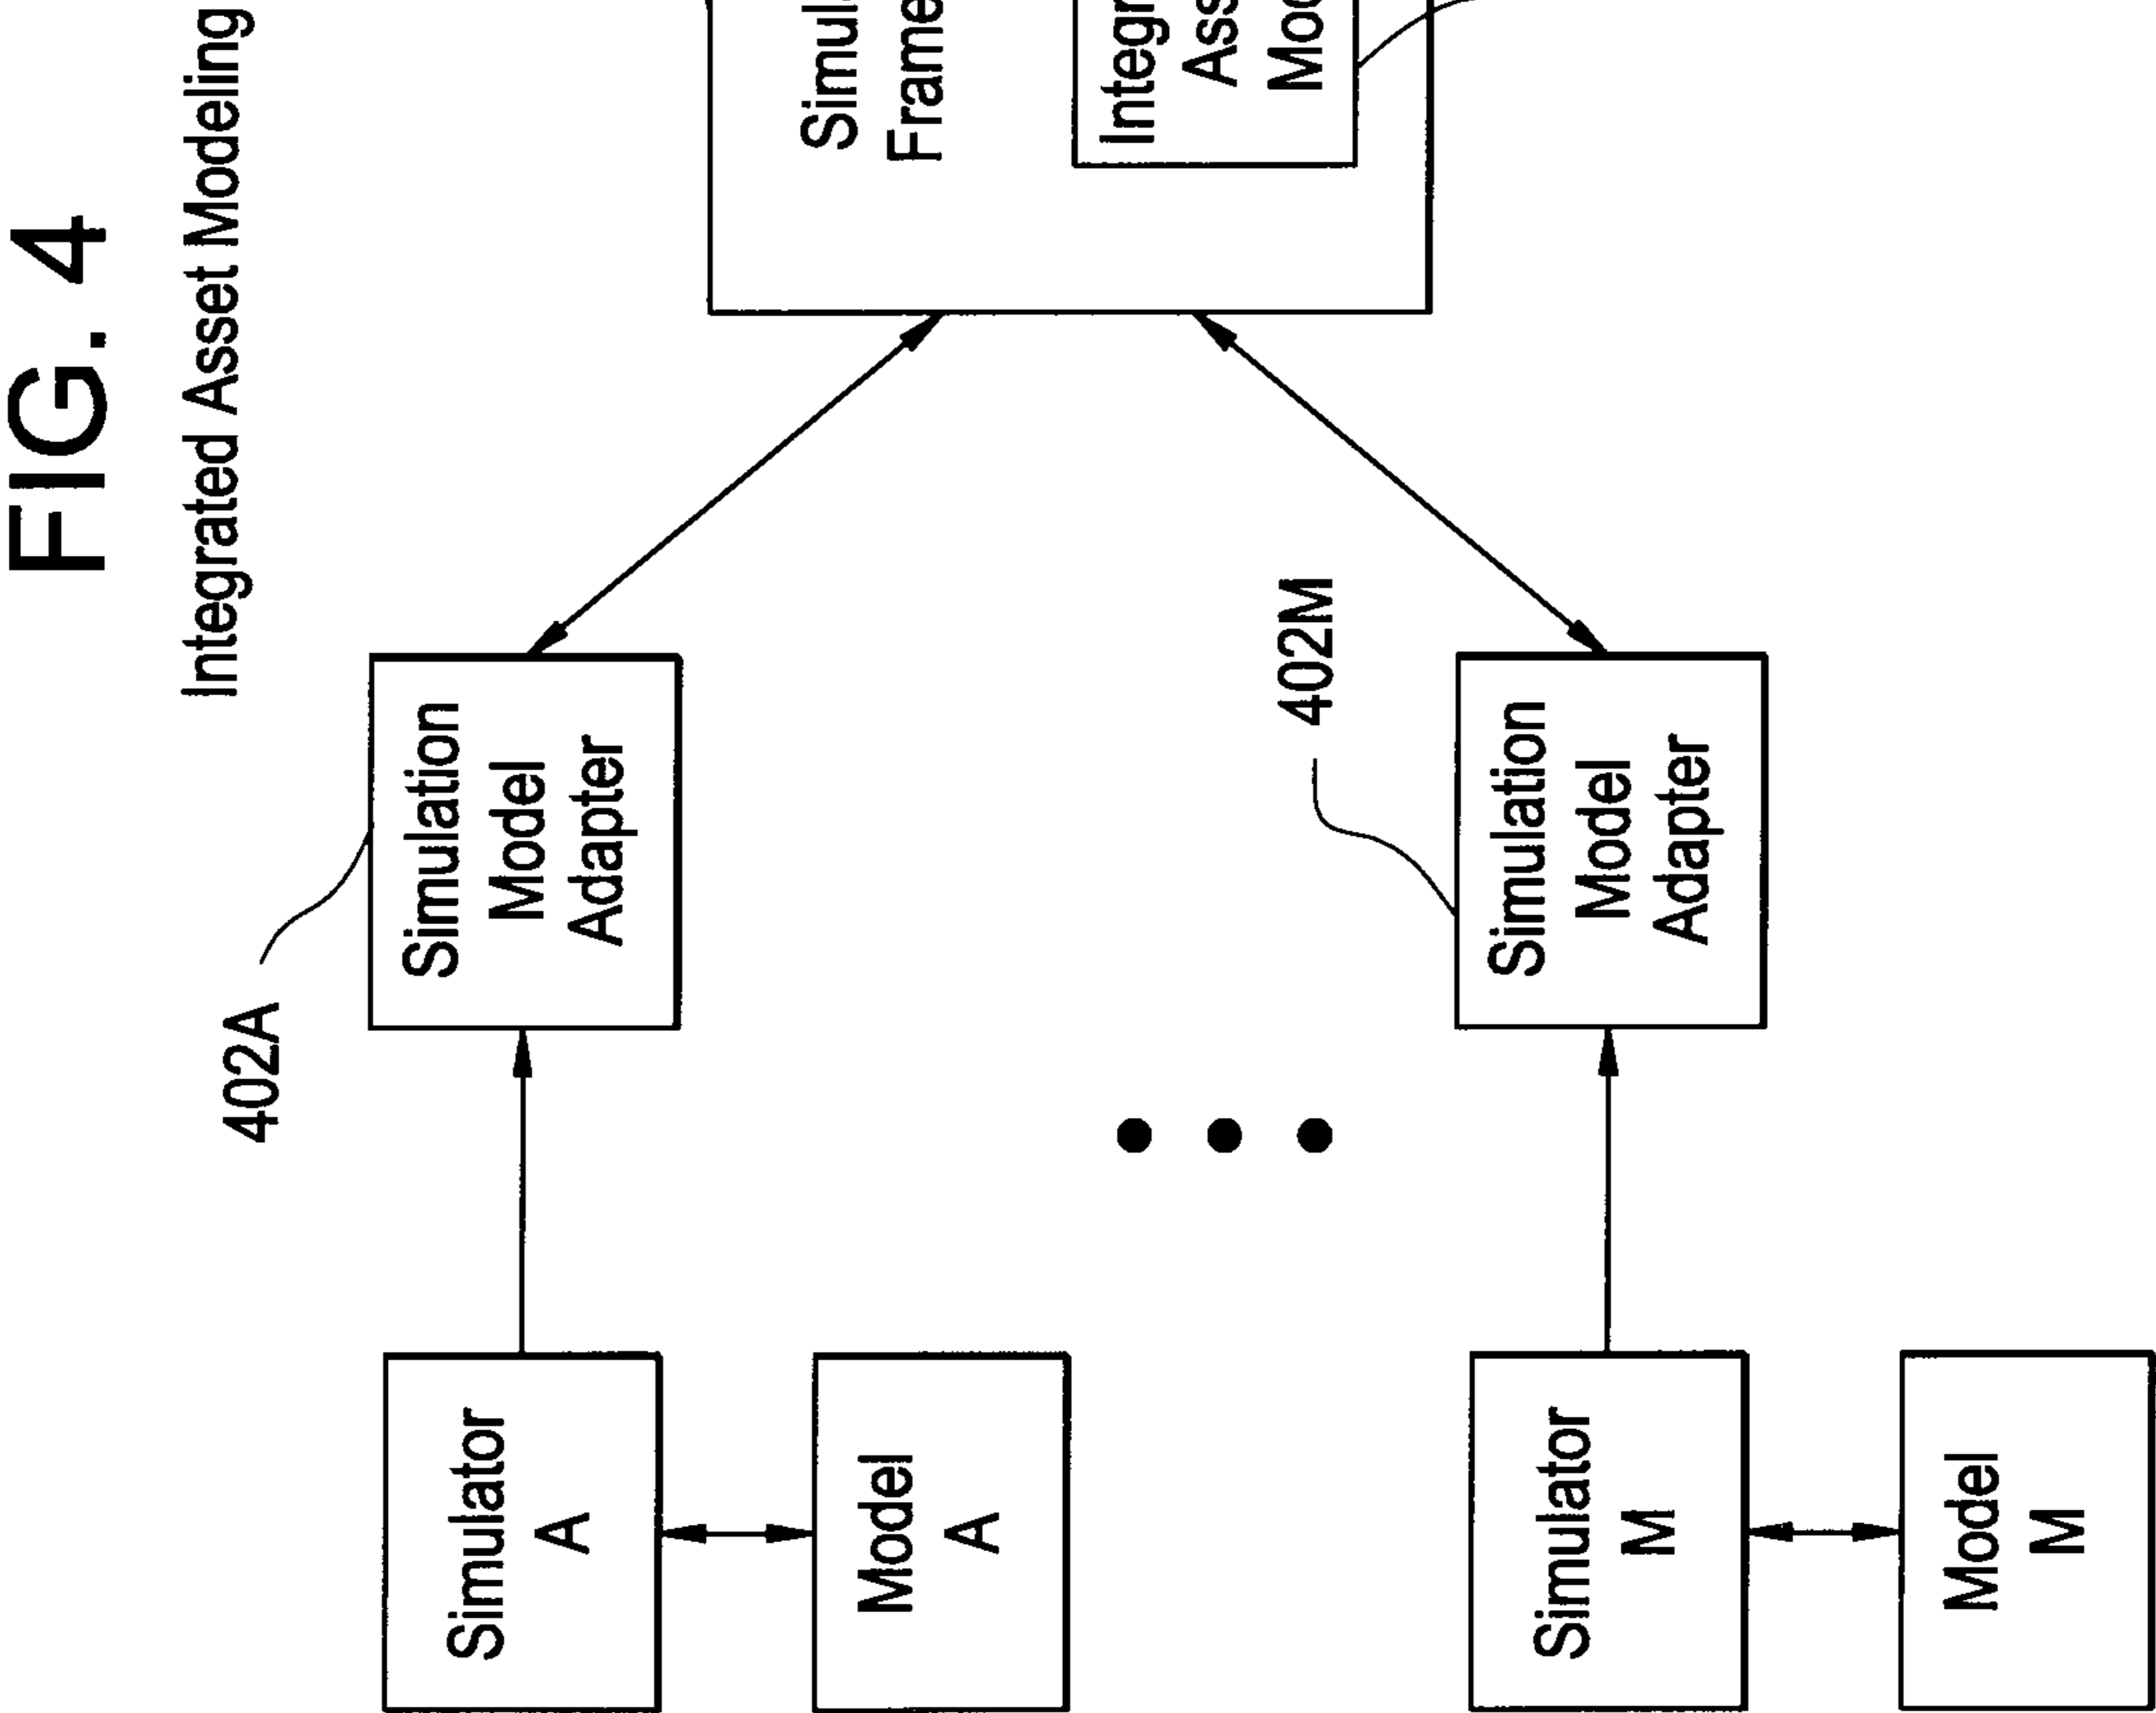 FIG. 4
Integrated Asset Modeling
402A
Simulator
A
Model
A
Simulation
Model
Adapter
402M
Simulator
M
Model
M
Simulation
Model
Adapter
Simul
Frame
Integr
Ass
Mod